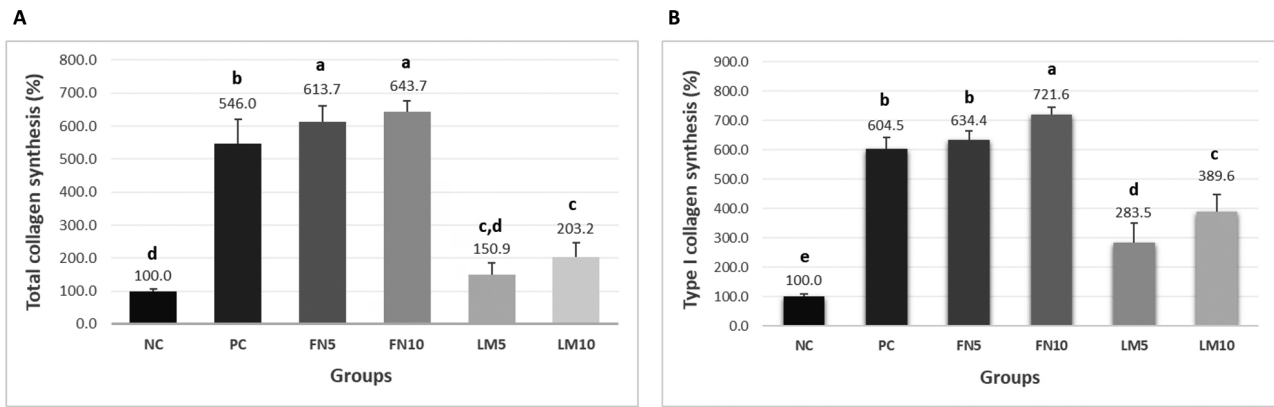 A
Total collagen synthesis (%)
800.0
700.0
600.0
500.0
400.0
300.0
200.0
100.0
0.0
d
100.0
b
546.0
a
613.7
a
643.7
c,d
150.9
c
203.2
NC PC FN5 FN10 LM5 LM10
Groups
B
Type I collagen synthesis (%)
900.0
800.0
700.0
600.0
500.0
400.0
300.0
200.0
100.0
0.0
e
100.0
b
604.5
b
634.4
a
721.6
d
283.5
c
389.6
NC PC FN5 FN10 LM5 LM10
Groups